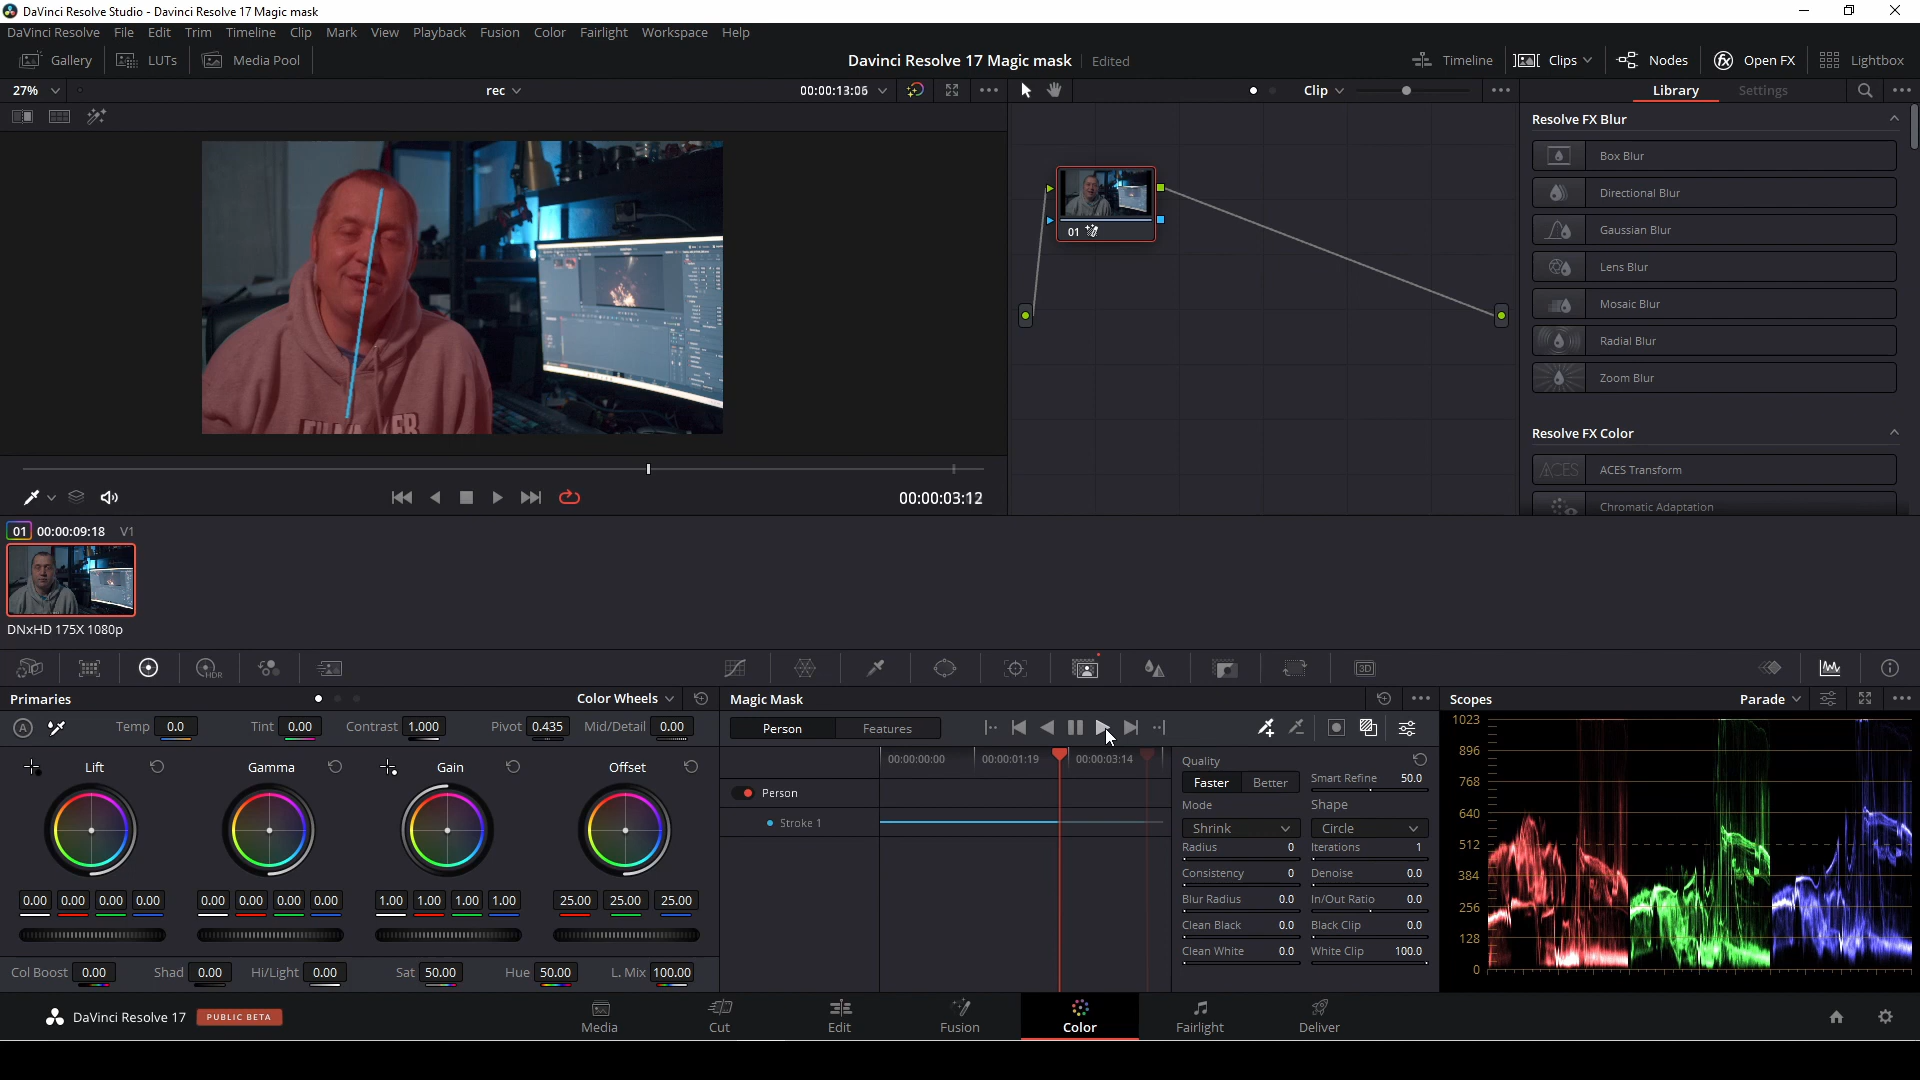 DaVinci Resolve Studio - Davinci Resolve 17 Magic mask
DaVinci Resolve File Edit Trim Timeline Clip Mark View Playback Fusion Color Fairlight Workspace Help
Gallery LUTs Media Pool Davinci Resolve 17 Magic mask Edited Timeline Clips Nodes fx Open FX Lightbox
27% rec 00:00:13:06 Clip Library Settings
Resolve FX Blur
Box Blur
Directional Blur
Gaussian Blur
Lens Blur
Mosaic Blur
Radial Blur
Zoom Blur
01
Resolve FX Color
ACES ACES Transform
Chromatic Adaptation
00:00:03:12
01 00:00:09:18 V1
DNxHD 175X 1080p
HDR 3D
Primaries Color Wheels Magic Mask Scopes Parade
A Temp 0.0 Tint 0.00 Contrast 1.000 Pivot 0.435 Mid/Detail 0.00
Person Features
Lift Gamma Gain Offset
00:00:00:00 00:00:01:19 00:00:03:14
Person
Stroke 1
Quality
Faster Better Smart Refine 50.0
Mode Shape
Shrink Circle
Radius 0 Iterations 1
Consistency 0 Denoise 0.0
Blur Radius 0.0 In/Out Ratio 0.0
Clean Black 0.0 Black Clip 0.0
Clean White 0.0 White Clip 100.0
1023
896
768
640
512
384
256
128
0
0.00 0.00 0.00 0.00 0.00 0.00 0.00 0.00 1.00 1.00 1.00 1.00 25.00 25.00 25.00
Col Boost 0.00 Shad 0.00 Hi/Light 0.00 Sat 50.00 Hue 50.00 L. Mix 100.00
DaVinci Resolve 17 PUBLIC BETA
Media Cut Edit Fusion Color Fairlight Deliver